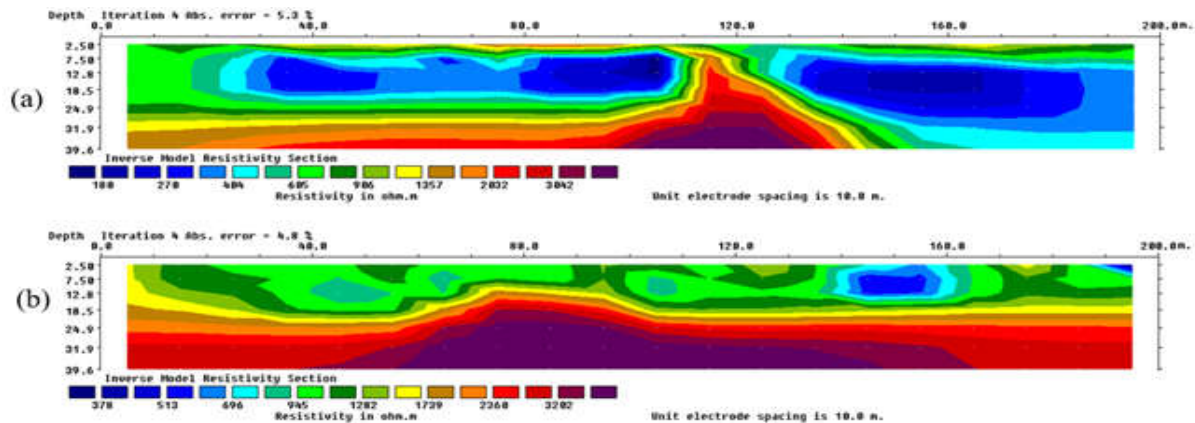 Depth Iteration 4 Abs. error = 5.3 %
0.0 40.0 80.0 120.0 160.0 200.0m.
2.50
7.50
12.8
18.5
24.9
31.9
39.6
(a)
Inverse Model Resistivity Section
180 270 404 605 906 1357 2032 3042
Resistivity in ohm.m
Unit electrode spacing is 10.0 m.
Depth Iteration 4 Abs. error = 4.8 %
0.0 40.0 80.0 120.0 160.0 200.0m.
2.50
7.50
12.8
18.5
24.9
31.9
39.6
(b)
Inverse Model Resistivity Section
378 513 696 945 1282 1739 2360 3202
Resistivity in ohm.m
Unit electrode spacing is 10.0 m.